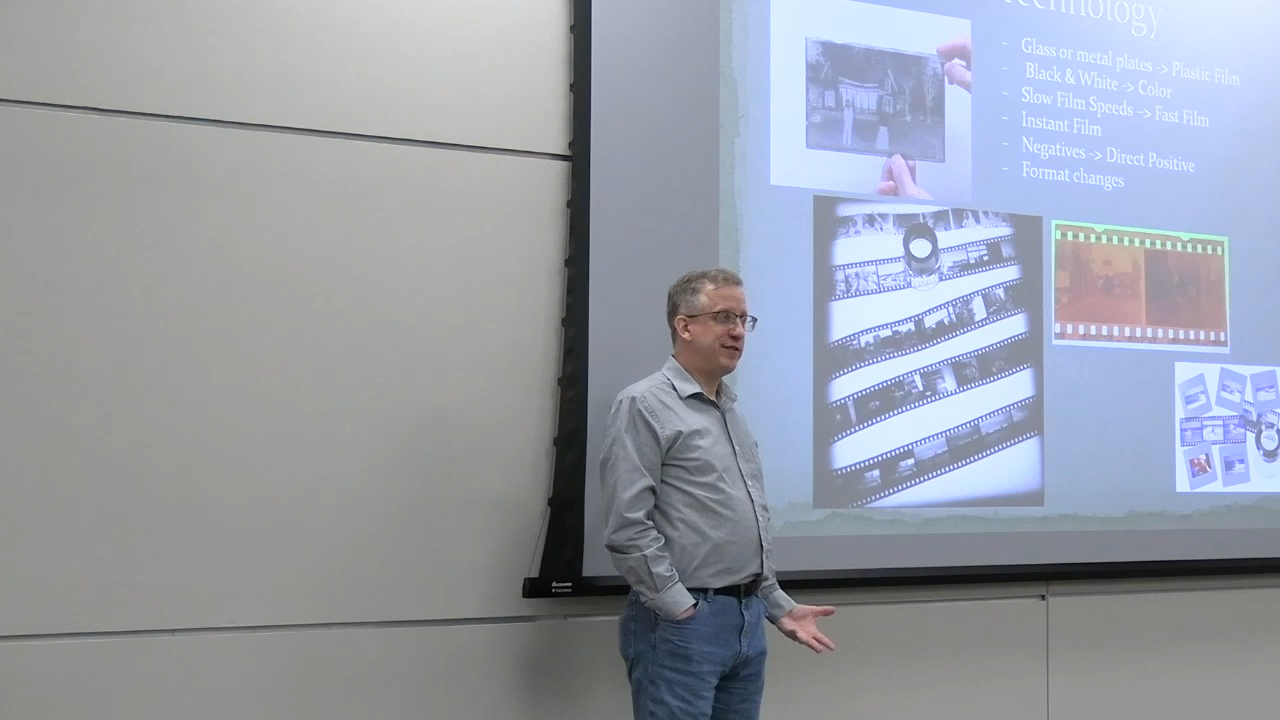 Technology
- Glass or metal plates -> Plastic Film
- Black & White -> Color
- Slow Film Speeds -> Fast Film
- Instant Film
- Negatives -> Direct Positive
- Format changes